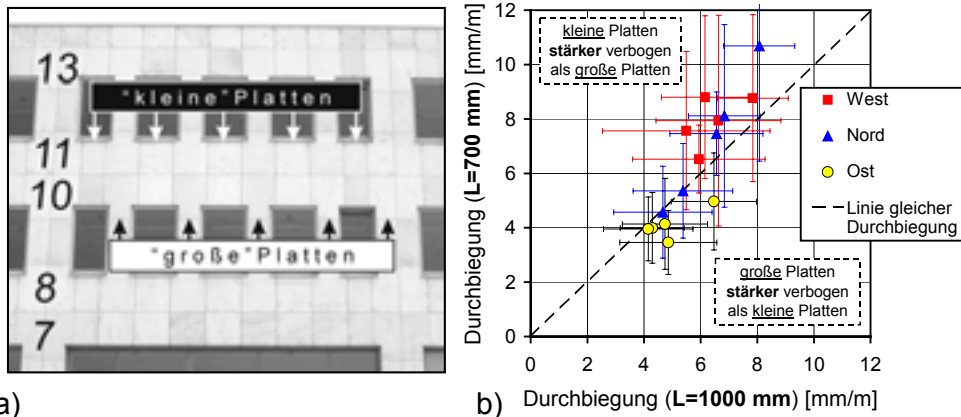 13
"kleine"Platten
11
10
"große"Platten
8
7
a)
b)
12
10
8
6
4
2
0
Durchbiegung (L=700 mm) [mm/m]
kleine Platten
stärker verbogen
als große Platten
West
Nord
Ost
Linie gleicher
Durchbiegung
große Platten
stärker verbogen
als kleine Platten
0 2 4 6 8 10 12
Durchbiegung (L=1000 mm) [mm/m]